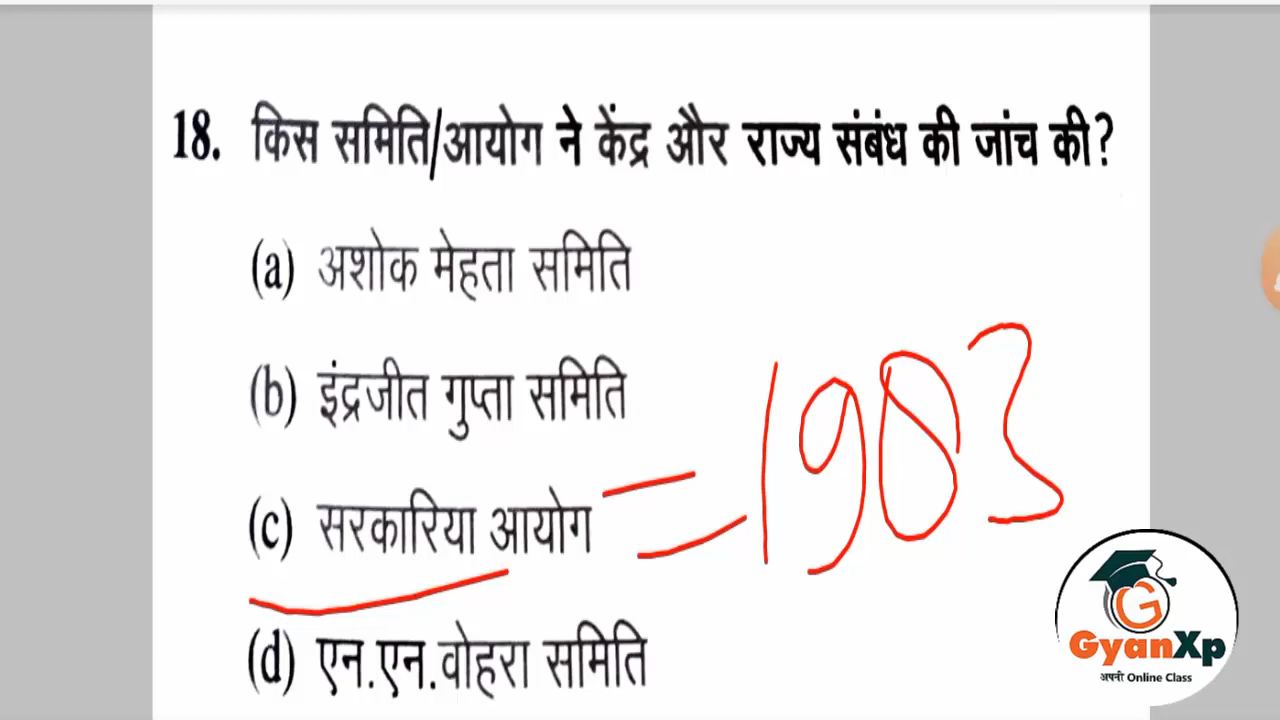 18. किस समिति/आयोग ने केंद्र और राज्य संबंध की जांच की?
(a) अशोक मेहता समिति
(b) इंद्रजीत गुप्ता समिति
(c) सरकारिया आयोग = 1983
(d) एन.एन.वोहरा समिति
G
GyanXp
अपनी Online Class